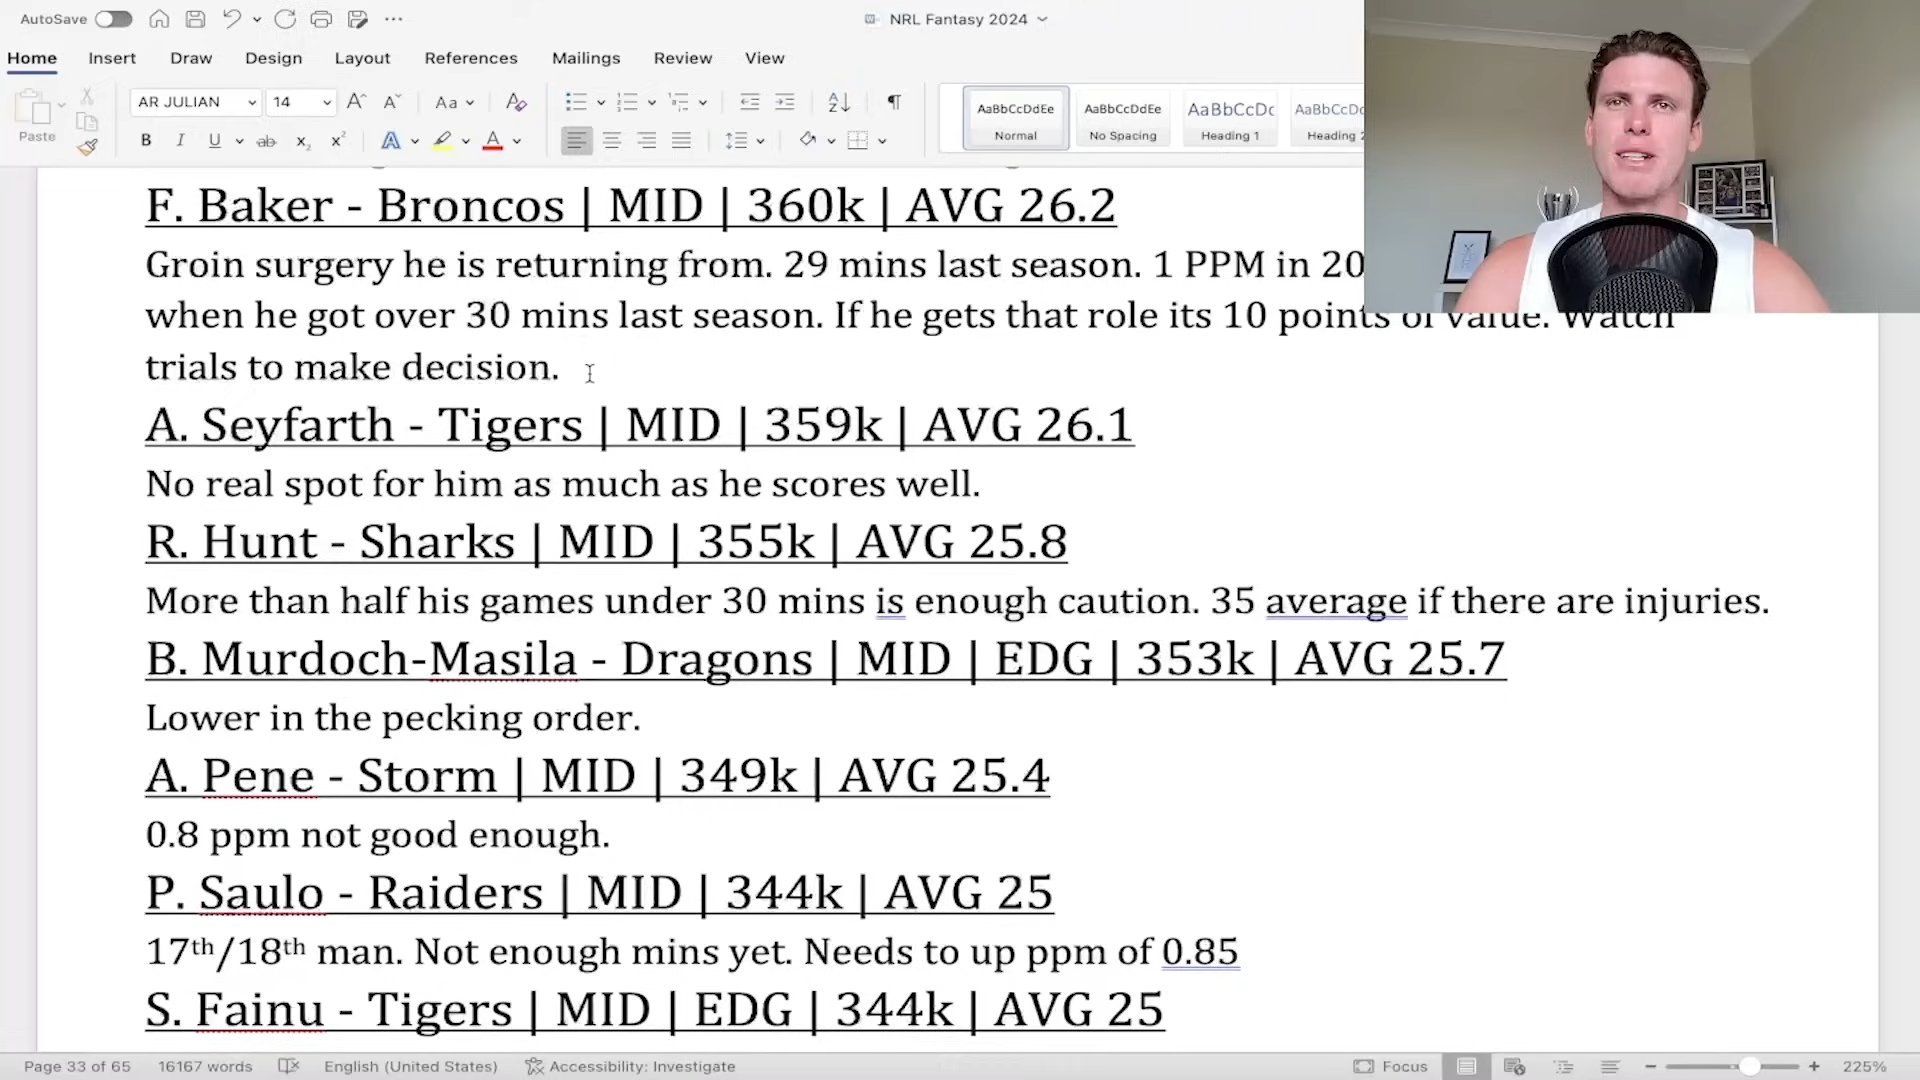 AutoSave
NRL Fantasy 2024
Home Insert Draw Design Layout References Mailings Review View
Paste
AR JULIAN 14
AaBbCcDdEe Normal
AaBbCcDdEe No Spacing
AaBbCcDc Heading 1
AaBbCcDd Heading 2
F. Baker - Broncos | MID | 360k | AVG 26.2
Groin surgery he is returning from. 29 mins last season. 1 PPM in 20
when he got over 30 mins last season. If he gets that role its 10 points of value. Watch
trials to make decision.
A. Seyfarth - Tigers | MID | 359k | AVG 26.1
No real spot for him as much as he scores well.
R. Hunt - Sharks | MID | 355k | AVG 25.8
More than half his games under 30 mins is enough caution. 35 average if there are injuries.
B. Murdoch-Masila - Dragons | MID | EDG | 353k | AVG 25.7
Lower in the pecking order.
A. Pene - Storm | MID | 349k | AVG 25.4
0.8 ppm not good enough.
P. Saulo - Raiders | MID | 344k | AVG 25
17th/18th man. Not enough mins yet. Needs to up ppm of 0.85
S. Fainu - Tigers | MID | EDG | 344k | AVG 25
Page 33 of 65 16167 words English (United States) Accessibility: Investigate Focus 225%